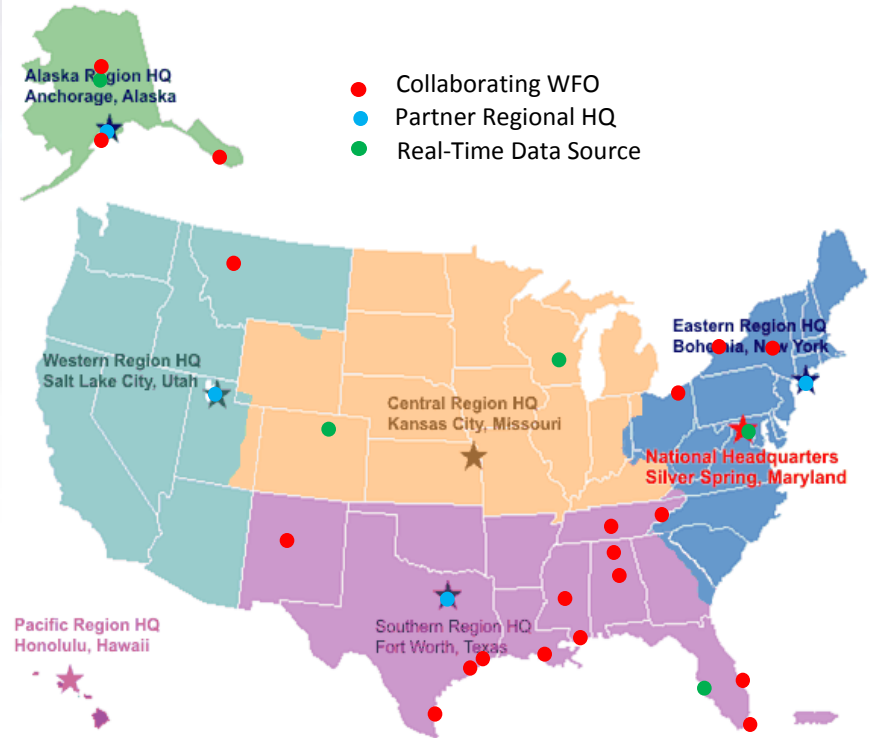 Alaska Region HQ
Anchorage, Alaska
Collaborating WFO
Partner Regional HQ
Real-Time Data Source
Eastern Region HQ
Bohemia, New York
Western Region HQ
Salt Lake City, Utah
Central Region HQ
Kansas City, Missouri
National Headquarters
Silver Spring, Maryland
Pacific Region HQ
Honolulu, Hawaii
Southern Region HQ
Fort Worth, Texas